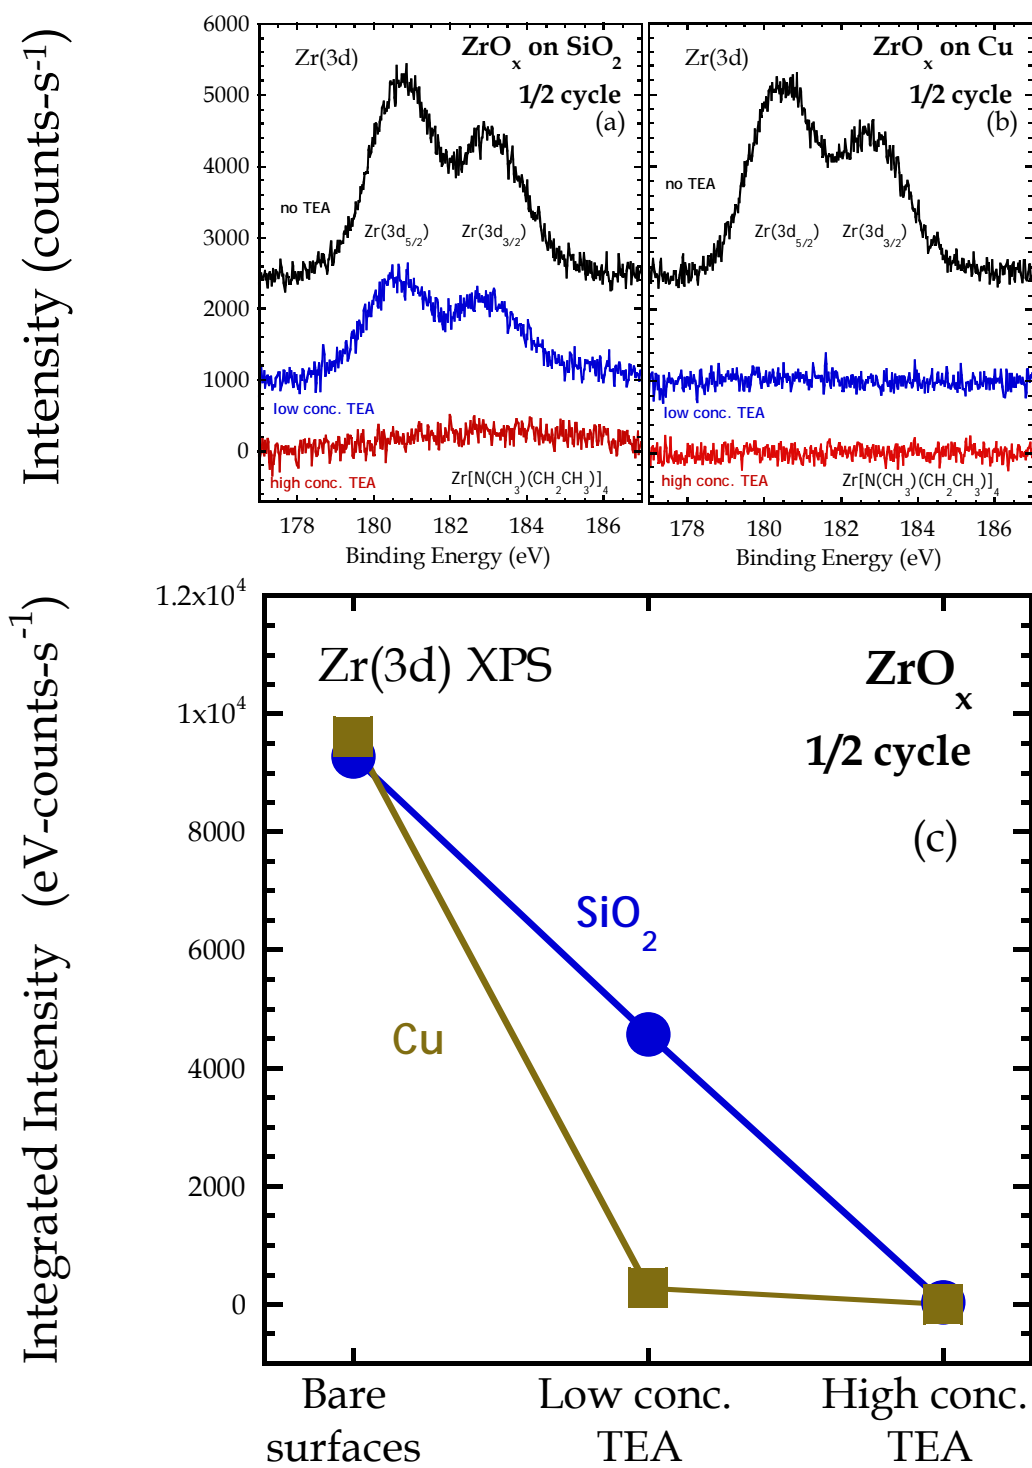 Intensity (counts-s⁻¹)
6000
5000
4000
3000
2000
1000
0
Zr(3d)
ZrOₓ on SiO₂
1/2 cycle
(a)
no TEA
Zr(3d₅/₂)
Zr(3d₃/₂)
low conc. TEA
high conc. TEA
Zr[N(CH₃)(CH₂CH₃)]₄
178 180 182 184 186
Binding Energy (eV)
Zr(3d)
ZrOₓ on Cu
1/2 cycle
(b)
no TEA
Zr(3d₅/₂)
Zr(3d₃/₂)
low conc. TEA
high conc. TEA
Zr[N(CH₃)(CH₂CH₃)]₄
178 180 182 184 186
Binding Energy (eV)
Integrated Intensity (eV-counts-s⁻¹)
1.2x10⁴
1x10⁴
8000
6000
4000
2000
0
Zr(3d) XPS
ZrOₓ
1/2 cycle
(c)
SiO₂
Cu
Bare
surfaces
Low conc.
TEA
High conc.
TEA